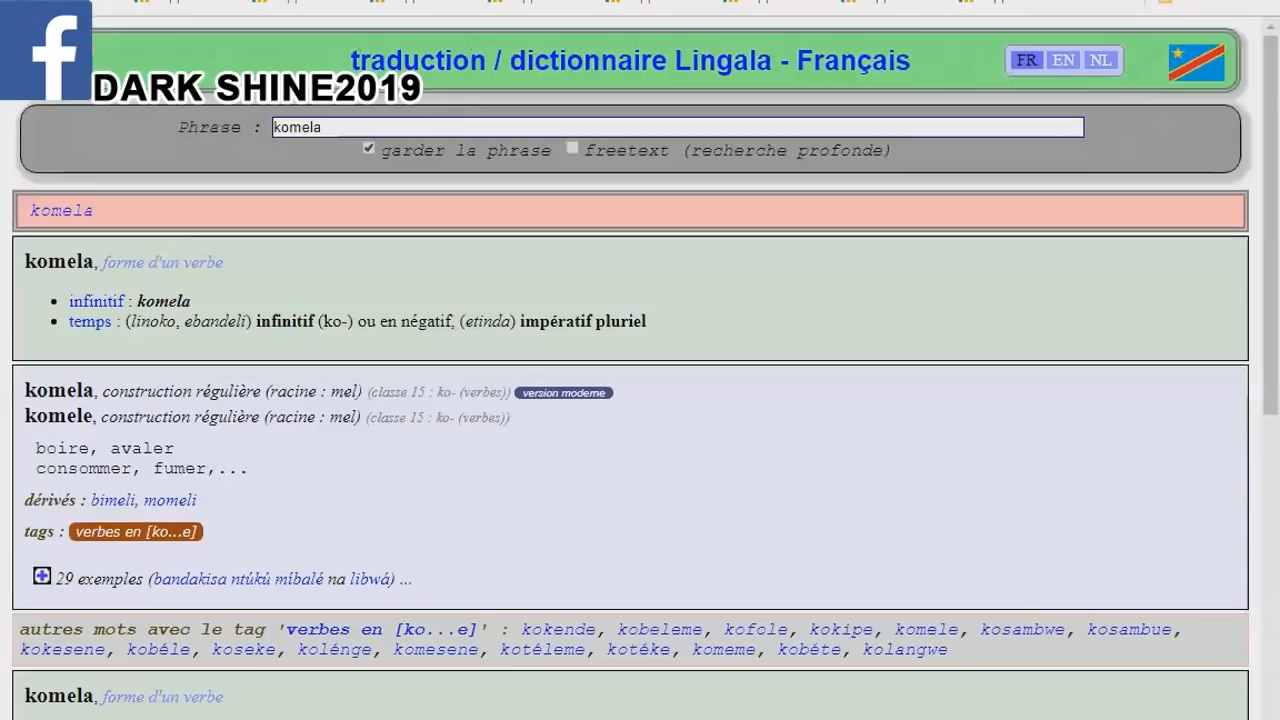 f
DARK SHINE2019
traduction / dictionnaire Lingala - Français
FR EN NL
Phrase : komela
garder la phrase freetext (recherche profonde)
komela
komela, forme d'un verbe
infinitif : komela
temps : (linoko, ebandeli) infinitif (ko-) ou en négatif, (etinda) impératif pluriel
komela, construction régulière (racine : mel) (classe 15 : ko- (verbes)) version moderne
komele, construction régulière (racine : mel) (classe 15 : ko- (verbes))
boire, avaler
consommer, fumer,...
dérivés : bimeli, momeli
tags : verbes en [ko...e]
29 exemples (bandakisa ntúkú míbalé na libwá) ...
autres mots avec le tag 'verbes en [ko...e]' : kokende, kobeleme, kofole, kokipe, komele, kosambwe, kosambue,
kokesene, kobéle, koseke, kolénge, komesene, kotéleme, kotéke, komeme, kobéte, kolangwe
komela, forme d'un verbe